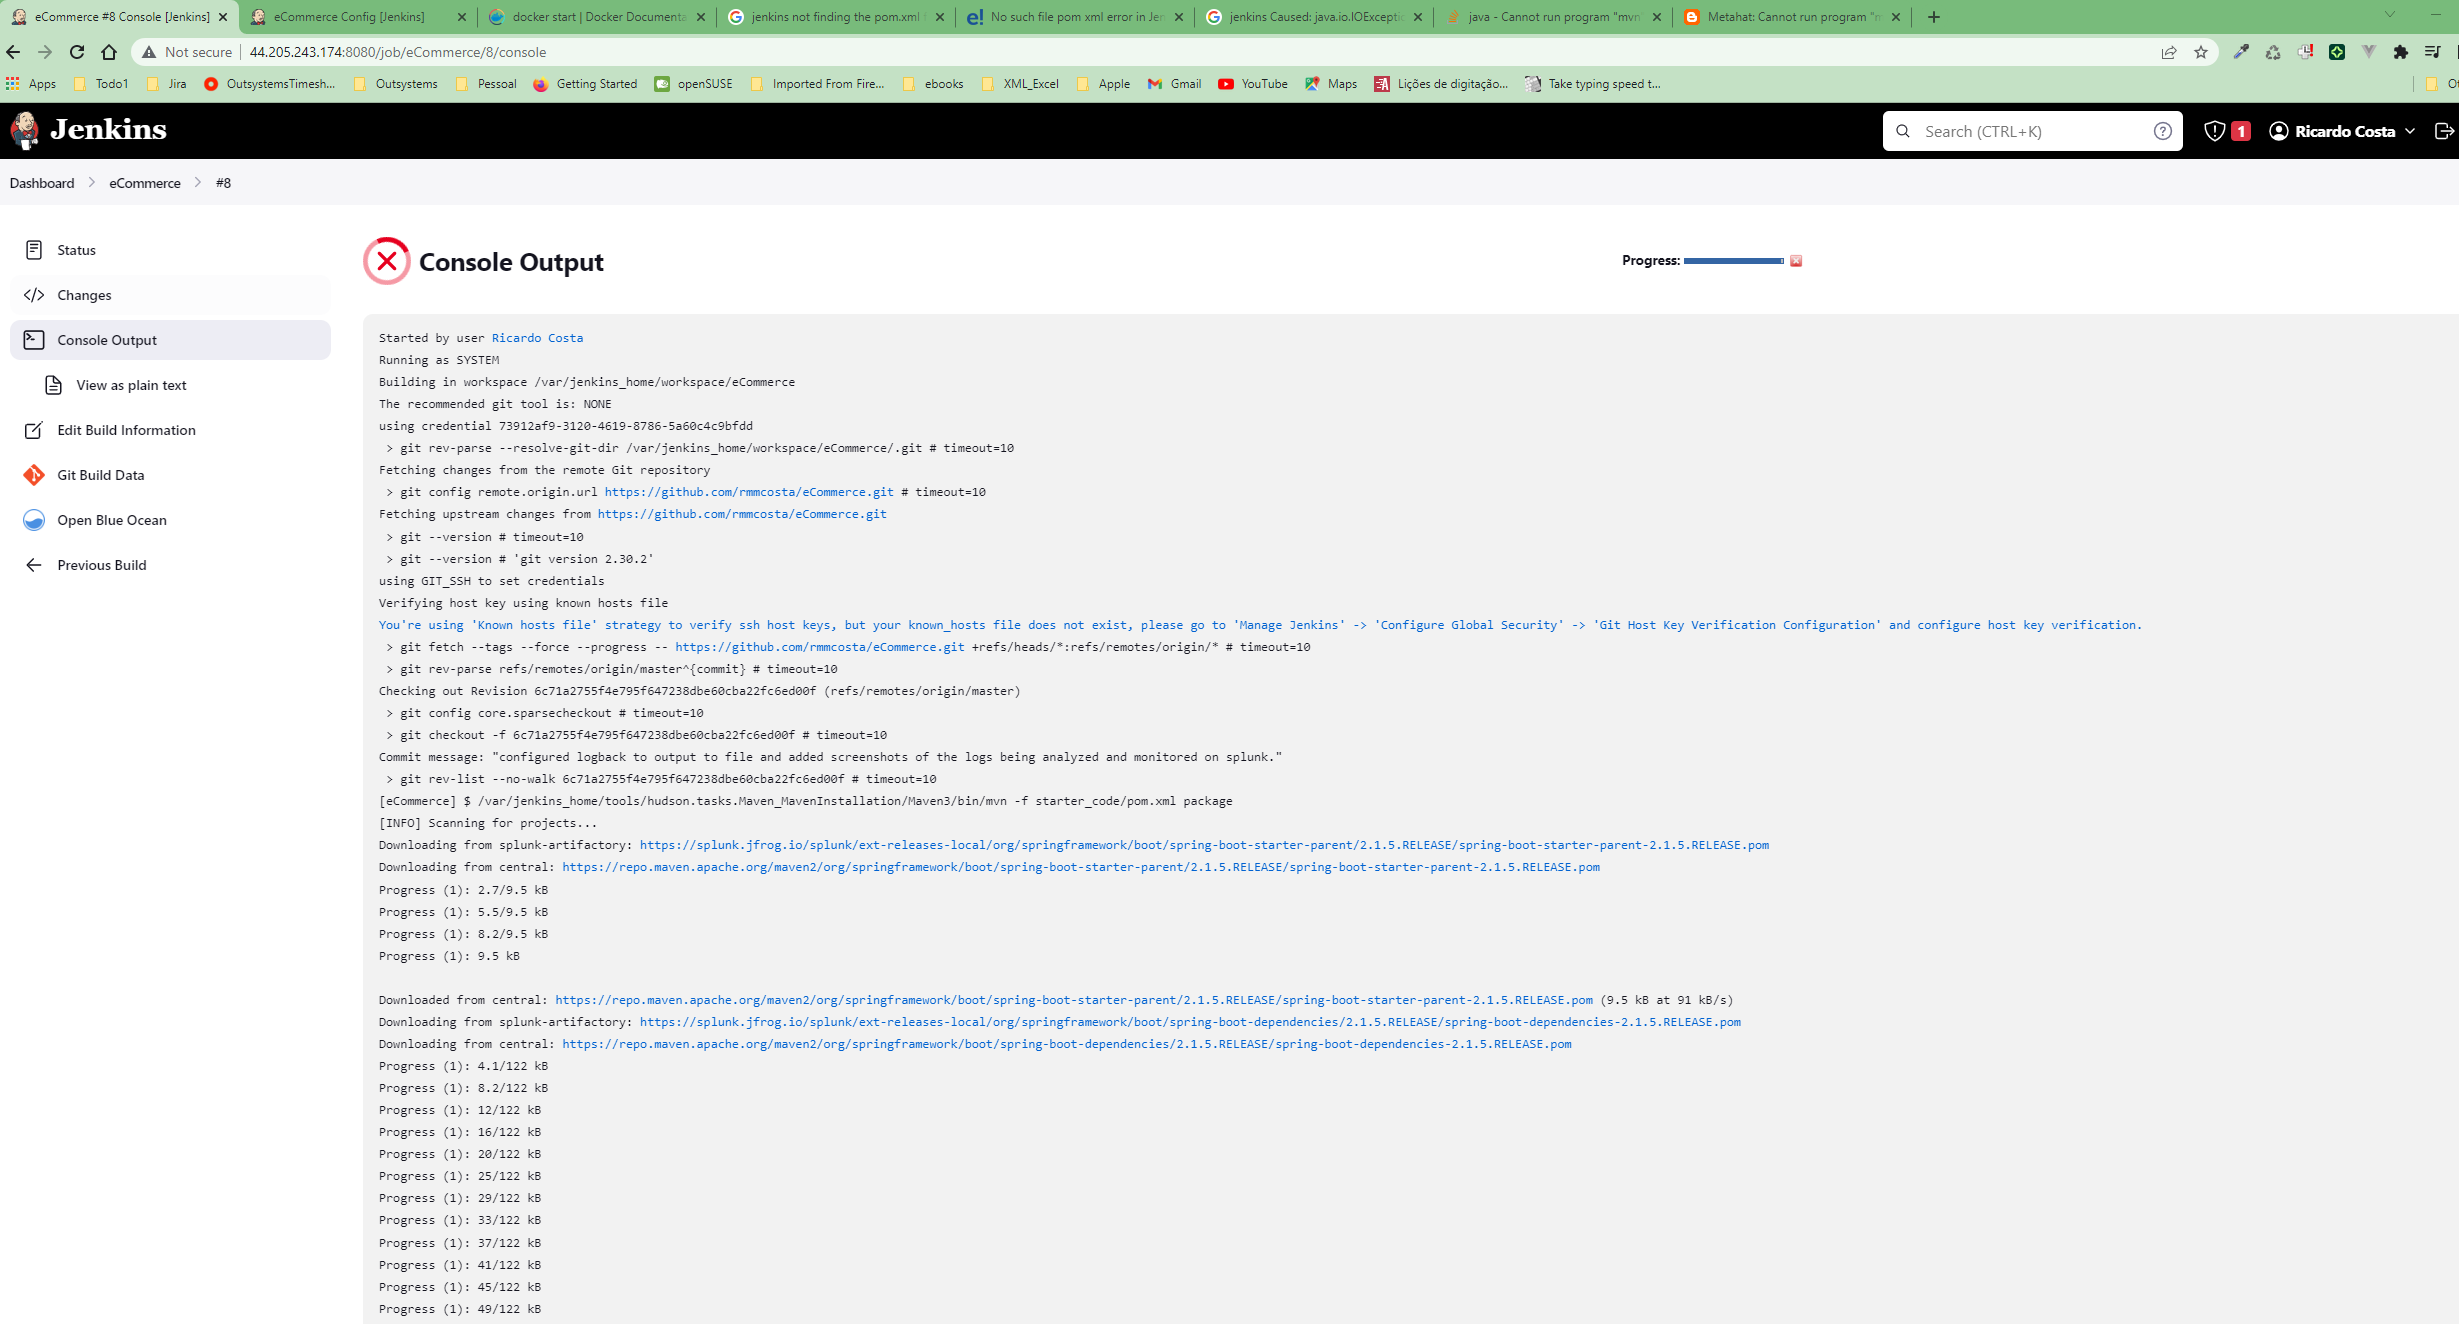 eCommerce #8 Console [Jenkins]
eCommerce Config [Jenkins]
docker start | Docker Documenta
jenkins not finding the pom.xml f
No such file pom xml error in Jen
jenkins Caused: java.io.IOExceptio
java - Cannot run program "mvn"
Metahat: Cannot run program "m
Not secure
44.205.243.174:8080/job/eCommerce/8/console
Apps
Todo1
Jira
OutsystemsTimesh...
Outsystems
Pessoal
Getting Started
openSUSE
Imported From Fire...
ebooks
XML_Excel
Apple
Gmail
YouTube
Maps
Lições de digitação...
Take typing speed t...
Ot
Jenkins
Search (CTRL+K)
1
Ricardo Costa
Dashboard
eCommerce
#8
Status
Changes
Console Output
View as plain text
Edit Build Information
Git Build Data
Open Blue Ocean
Previous Build
Console Output
Progress:
Started by user Ricardo Costa
Running as SYSTEM
Building in workspace /var/jenkins_home/workspace/eCommerce
The recommended git tool is: NONE
using credential 73912af9-3120-4619-8786-5a60c4c9bfdd
> git rev-parse --resolve-git-dir /var/jenkins_home/workspace/eCommerce/.git # timeout=10
Fetching changes from the remote Git repository
> git config remote.origin.url https://github.com/rmmcosta/eCommerce.git # timeout=10
Fetching upstream changes from https://github.com/rmmcosta/eCommerce.git
> git --version # timeout=10
> git --version # 'git version 2.30.2'
using GIT_SSH to set credentials
Verifying host key using known hosts file
You're using 'Known hosts file' strategy to verify ssh host keys, but your known_hosts file does not exist, please go to 'Manage Jenkins' -> 'Configure Global Security' -> 'Git Host Key Verification Configuration' and configure host key verification.
> git fetch --tags --force --progress -- https://github.com/rmmcosta/eCommerce.git +refs/heads/*:refs/remotes/origin/* # timeout=10
> git rev-parse refs/remotes/origin/master^{commit} # timeout=10
Checking out Revision 6c71a2755f4e795f647238dbe60cba22fc6ed00f (refs/remotes/origin/master)
> git config core.sparsecheckout # timeout=10
> git checkout -f 6c71a2755f4e795f647238dbe60cba22fc6ed00f # timeout=10
Commit message: "configured logback to output to file and added screenshots of the logs being analyzed and monitored on splunk."
> git rev-list --no-walk 6c71a2755f4e795f647238dbe60cba22fc6ed00f # timeout=10
[eCommerce] $ /var/jenkins_home/tools/hudson.tasks.Maven_MavenInstallation/Maven3/bin/mvn -f starter_code/pom.xml package
[INFO] Scanning for projects...
Downloading from splunk-artifactory: https://splunk.jfrog.io/splunk/ext-releases-local/org/springframework/boot/spring-boot-starter-parent/2.1.5.RELEASE/spring-boot-starter-parent-2.1.5.RELEASE.pom
Downloading from central: https://repo.maven.apache.org/maven2/org/springframework/boot/spring-boot-starter-parent/2.1.5.RELEASE/spring-boot-starter-parent-2.1.5.RELEASE.pom
Progress (1): 2.7/9.5 kB
Progress (1): 5.5/9.5 kB
Progress (1): 8.2/9.5 kB
Progress (1): 9.5 kB
Downloaded from central: https://repo.maven.apache.org/maven2/org/springframework/boot/spring-boot-starter-parent/2.1.5.RELEASE/spring-boot-starter-parent-2.1.5.RELEASE.pom (9.5 kB at 91 kB/s)
Downloading from splunk-artifactory: https://splunk.jfrog.io/splunk/ext-releases-local/org/springframework/boot/spring-boot-dependencies/2.1.5.RELEASE/spring-boot-dependencies-2.1.5.RELEASE.pom
Downloading from central: https://repo.maven.apache.org/maven2/org/springframework/boot/spring-boot-dependencies/2.1.5.RELEASE/spring-boot-dependencies-2.1.5.RELEASE.pom
Progress (1): 4.1/122 kB
Progress (1): 8.2/122 kB
Progress (1): 12/122 kB
Progress (1): 16/122 kB
Progress (1): 20/122 kB
Progress (1): 25/122 kB
Progress (1): 29/122 kB
Progress (1): 33/122 kB
Progress (1): 37/122 kB
Progress (1): 41/122 kB
Progress (1): 45/122 kB
Progress (1): 49/122 kB